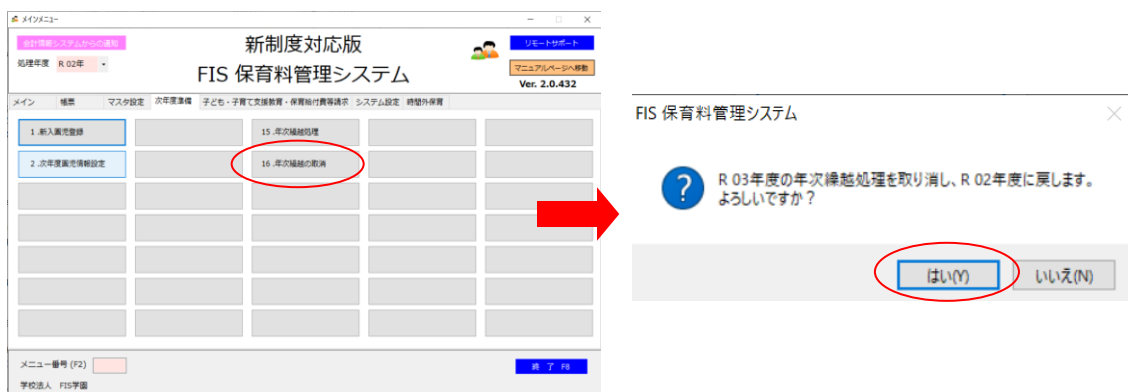 メインメニュー
会計情報システムからの通知
新制度対応版
リモートサポート
処理年度 R 02年
FIS 保育料管理システム
マニュアルページへ移動
Ver. 2.0.432
メイン 帳票 マスタ設定 次年度準備 子ども・子育て支援教育・保育給付費等請求 システム設定 時間外保育
1 .新入園児登録
15 .年次繰越処理
2 .次年度園児情報設定
16 .年次繰越の取消
メニュー番号 (F2)
終 了 F8
学校法人 FIS学園
FIS 保育料管理システム
R 03年度の年次繰越処理を取り消し、R 02年度に戻します。
よろしいですか？
はい(Y)
いいえ(N)